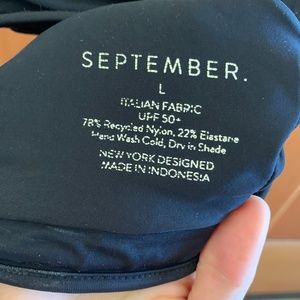 SEPTEMBER.
L
ITALIAN FABRIC
UPF 50+
78% Recycled Nylon, 22% Elastane
Hand Wash Cold, Dry in Shade
NEW YORK DESIGNED
MADE IN INDONESIA